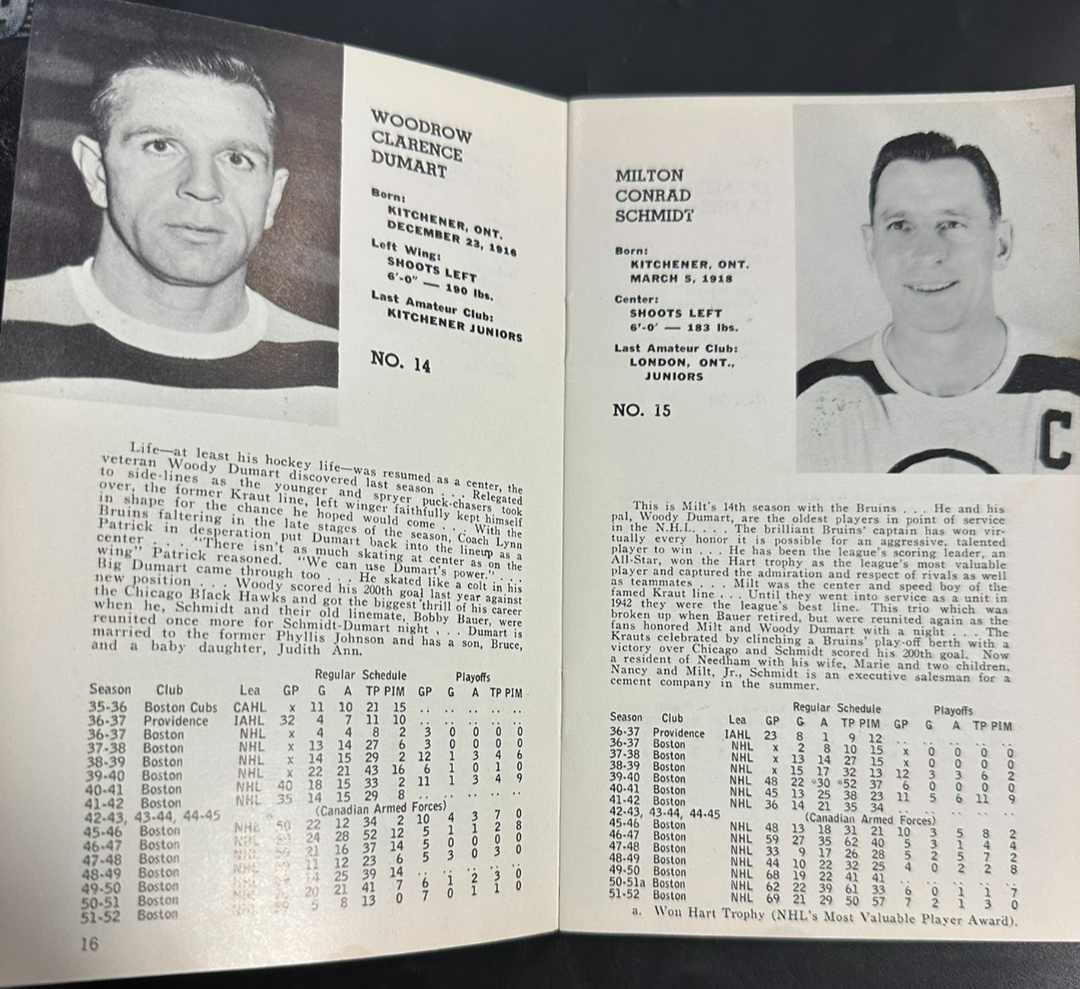 WOODROW
CLARENCE
DUMART
Born:
KITCHENER, ONT.
DECEMBER 23, 1916
Left Wing:
SHOOTS LEFT
6'-0" — 190 lbs.
Last Amateur Club:
KITCHENER JUNIORS
NO. 14
Life—at least his hockey life—was resumed as a center, the
veteran Woody Dumart discovered last season . . . Relegated
to side-lines as the younger and spryer puck-chasers took
over, the former Kraut line, left winger faithfully kept himself
in shape for the chance he hoped would come . . . With the
Bruins faltering in the late stages of the season, Coach Lynn
Patrick in desperation put Dumart back into the lineup as a
center . . . "There isn't as much skating at center as on the
wing" Patrick reasoned. "We can use Dumart's power." . . .
Big Dumart came through too . . . He skated like a colt in his
new position . . . Woody scored his 200th goal last year against
the Chicago Black Hawks and got the biggest thrill of his career
when he, Schmidt and their old linemate, Bobby Bauer, were
reunited once more for Schmidt-Dumart night . . . Dumart is
married to the former Phyllis Johnson and has a son, Bruce,
and a baby daughter, Judith Ann.
Regular Schedule Playoffs
Season Club Lea GP G A TP PIM GP G A TP PIM
35-36 Boston Cubs CAHL x 11 10 21 15 .. .. .. .. ..
36-37 Providence IAHL 32 4 7 11 10 .. .. .. .. ..
36-37 Boston NHL x 4 4 8 2 3 0 0 0 0
37-38 Boston NHL x 13 14 27 6 3 0 0 0 0
38-39 Boston NHL x 14 15 29 2 12 1 3 4 6
39-40 Boston NHL x 22 21 43 16 6 1 0 1 0
40-41 Boston NHL 40 18 15 33 2 11 1 3 4 9
41-42 Boston NHL 35 14 15 29 8 .. .. .. .. ..
42-43, 43-44, 44-45 (Canadian Armed Forces)
45-46 Boston NHL 50 22 12 34 2 10 4 3 7 0
46-47 Boston 24 28 52 12 5 1 1 2 8
47-48 Boston 21 16 37 14 5 0 0 0 0
48-49 Boston 11 12 23 6 5 3 0 3 0
49-50 Boston 14 25 39 14 .. .. .. .. ..
50-51 Boston 20 21 41 7 6 1 2 3 0
51-52 Boston 5 8 13 0 7 0 1 1 0
16
MILTON
CONRAD
SCHMIDT
Born:
KITCHENER, ONT.
MARCH 5, 1918
Center:
SHOOTS LEFT
6'-0' — 183 lbs.
Last Amateur Club:
LONDON, ONT.,
JUNIORS
NO. 15
C
This is Milt's 14th season with the Bruins . . . He and his
pal, Woody Dumart, are the oldest players in point of service
in the N.H.L. . . . The brilliant Bruins' captain has won vir-
tually every honor it is possible for an aggressive, talented
player to win . . . He has been the league's scoring leader, an
All-Star, won the Hart trophy as the league's most valuable
player and captured the admiration and respect of rivals as well
as teammates . . . Milt was the center and speed boy of the
famed Kraut line . . . Until they went into service as a unit in
1942 they were the league's best line. This trio which was
broken up when Bauer retired, but were reunited again as the
fans honored Milt and Woody Dumart with a night . . . The
Krauts celebrated by clinching a Bruins' play-off berth with a
victory over Chicago and Schmidt scored his 200th goal. Now
a resident of Needham with his wife, Marie and two children,
Nancy and Milt, Jr., Schmidt is an executive salesman for a
cement company in the summer.
Regular Schedule Playoffs
Season Club Lea GP G A TP PIM GP G A TP PIM
36-37 Providence IAHL 23 8 1 9 12 .. .. .. .. ..
36-37 Boston NHL x 2 8 10 15 x 0 0 0 0
37-38 Boston NHL x 13 14 27 15 x 0 0 0 0
38-39 Boston NHL x 15 17 32 13 12 3 3 6 2
39-40 Boston NHL 48 22 *30 *52 37 6 0 0 0 0
40-41 Boston NHL 45 13 25 38 23 11 5 6 11 9
41-42 Boston NHL 36 14 21 35 34 .. .. .. .. ..
42-43, 43-44, 44-45 (Canadian Armed Forces)
45-46 Boston NHL 48 13 18 31 21 10 3 5 8 2
46-47 Boston NHL 59 27 35 62 40 5 3 1 4 4
47-48 Boston NHL 33 9 17 26 28 5 2 5 7 2
48-49 Boston NHL 44 10 22 32 25 4 0 2 2 8
49-50 Boston NHL 68 19 22 41 41 .. .. .. .. ..
50-51a Boston NHL 62 22 39 61 33 6 0 1 1 7
51-52 Boston NHL 69 21 29 50 57 7 2 1 3 0
a. Won Hart Trophy (NHL's Most Valuable Player Award).